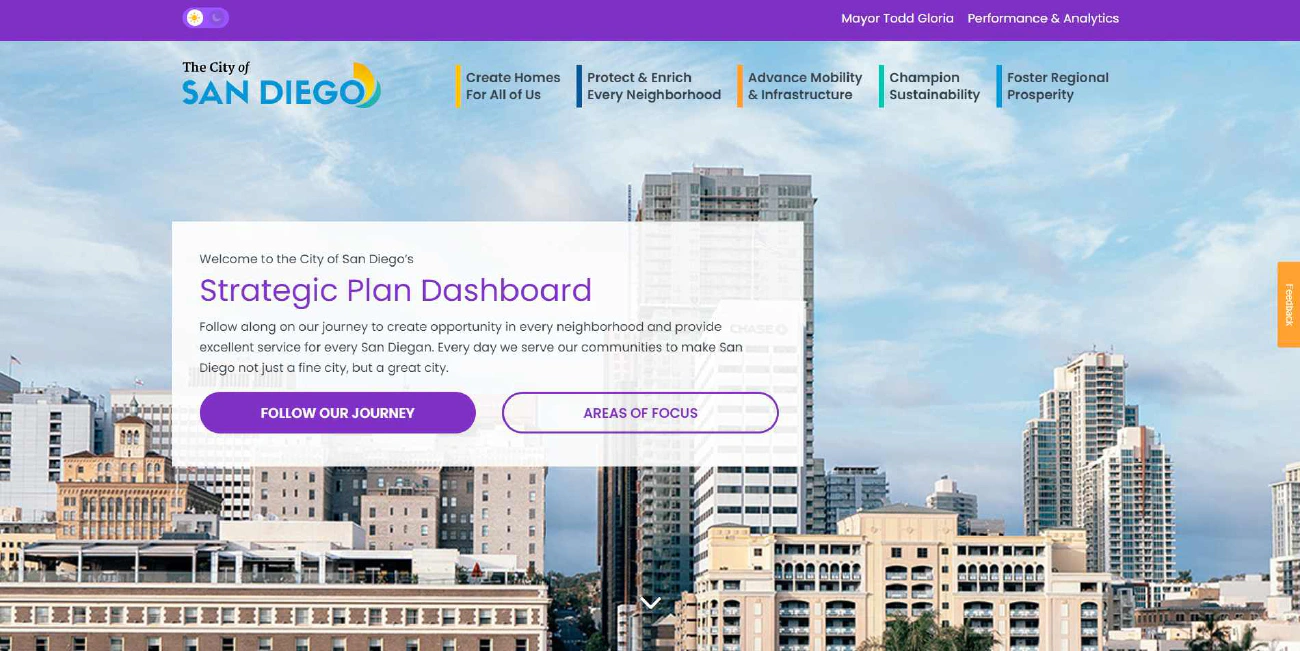 Mayor Todd Gloria Performance & Analytics
The City of
SAN DIEGO
Create Homes
For All of Us
Protect & Enrich
Every Neighborhood
Advance Mobility
& Infrastructure
Champion
Sustainability
Foster Regional
Prosperity
Welcome to the City of San Diego's
Strategic Plan Dashboard
Follow along on our journey to create opportunity in every neighborhood and provide
excellent service for every San Diegan. Every day we serve our communities to make San
Diego not just a fine city, but a great city.
CHASE
FOLLOW OUR JOURNEY
AREAS OF FOCUS
Feedback